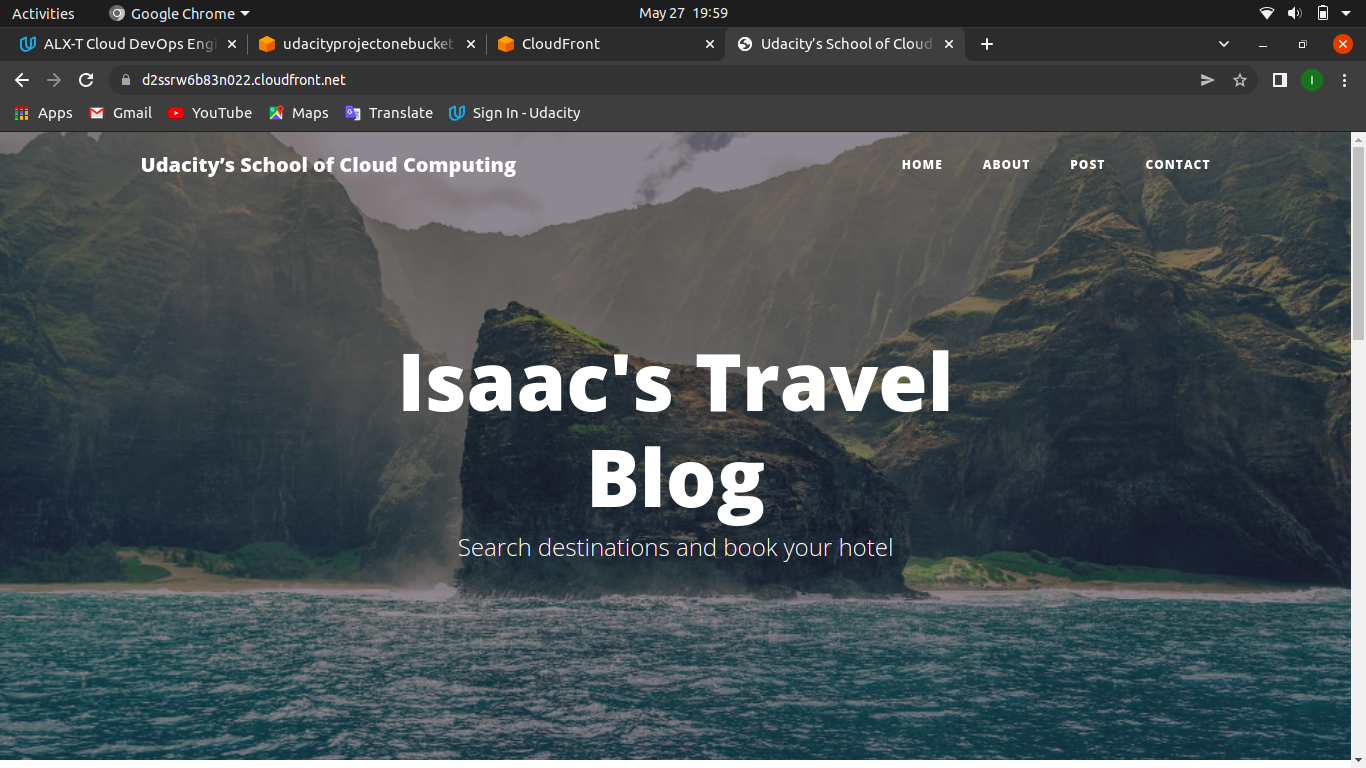 Activities
Google Chrome
May 27 19:59
ALX-T Cloud DevOps Engi
udacityprojectonebucket
CloudFront
Udacity’s School of Cloud
d2ssrw6b83n022.cloudfront.net
I
Apps
Gmail
YouTube
Maps
Translate
Sign In - Udacity
Udacity’s School of Cloud Computing
HOME
ABOUT
POST
CONTACT
Isaac's Travel
Blog
Search destinations and book your hotel